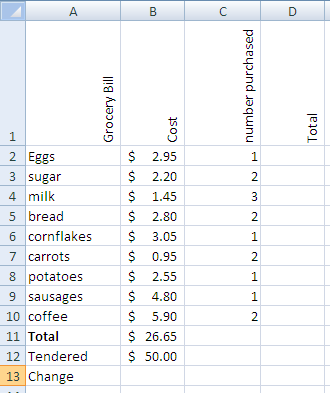 A B C D
1 Grocery Bill Cost number purchased Total
2 Eggs $ 2.95 1
3 sugar $ 2.20 2
4 milk $ 1.45 3
5 bread $ 2.80 2
6 cornflakes $ 3.05 1
7 carrots $ 0.95 2
8 potatoes $ 2.55 1
9 sausages $ 4.80 1
10 coffee $ 5.90 2
11 Total $ 26.65
12 Tendered $ 50.00
13 Change